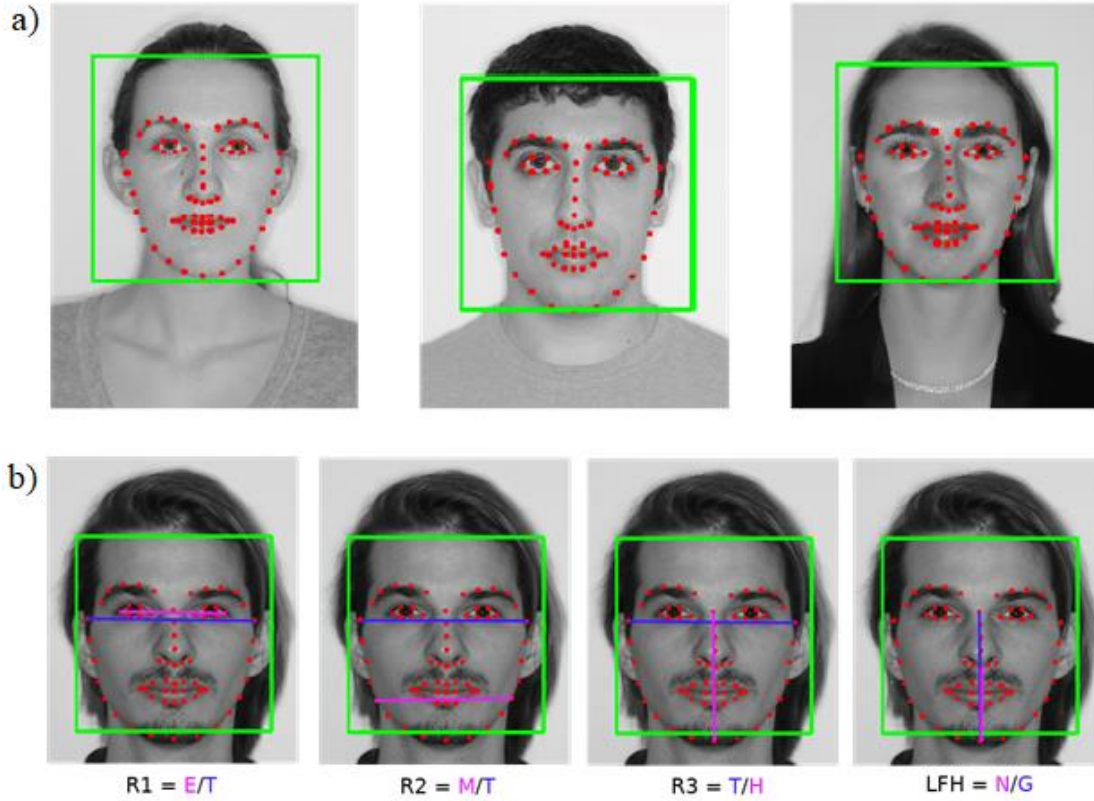 a)
b)
R1 = E/T
R2 = M/T
R3 = T/H
LFH = N/G